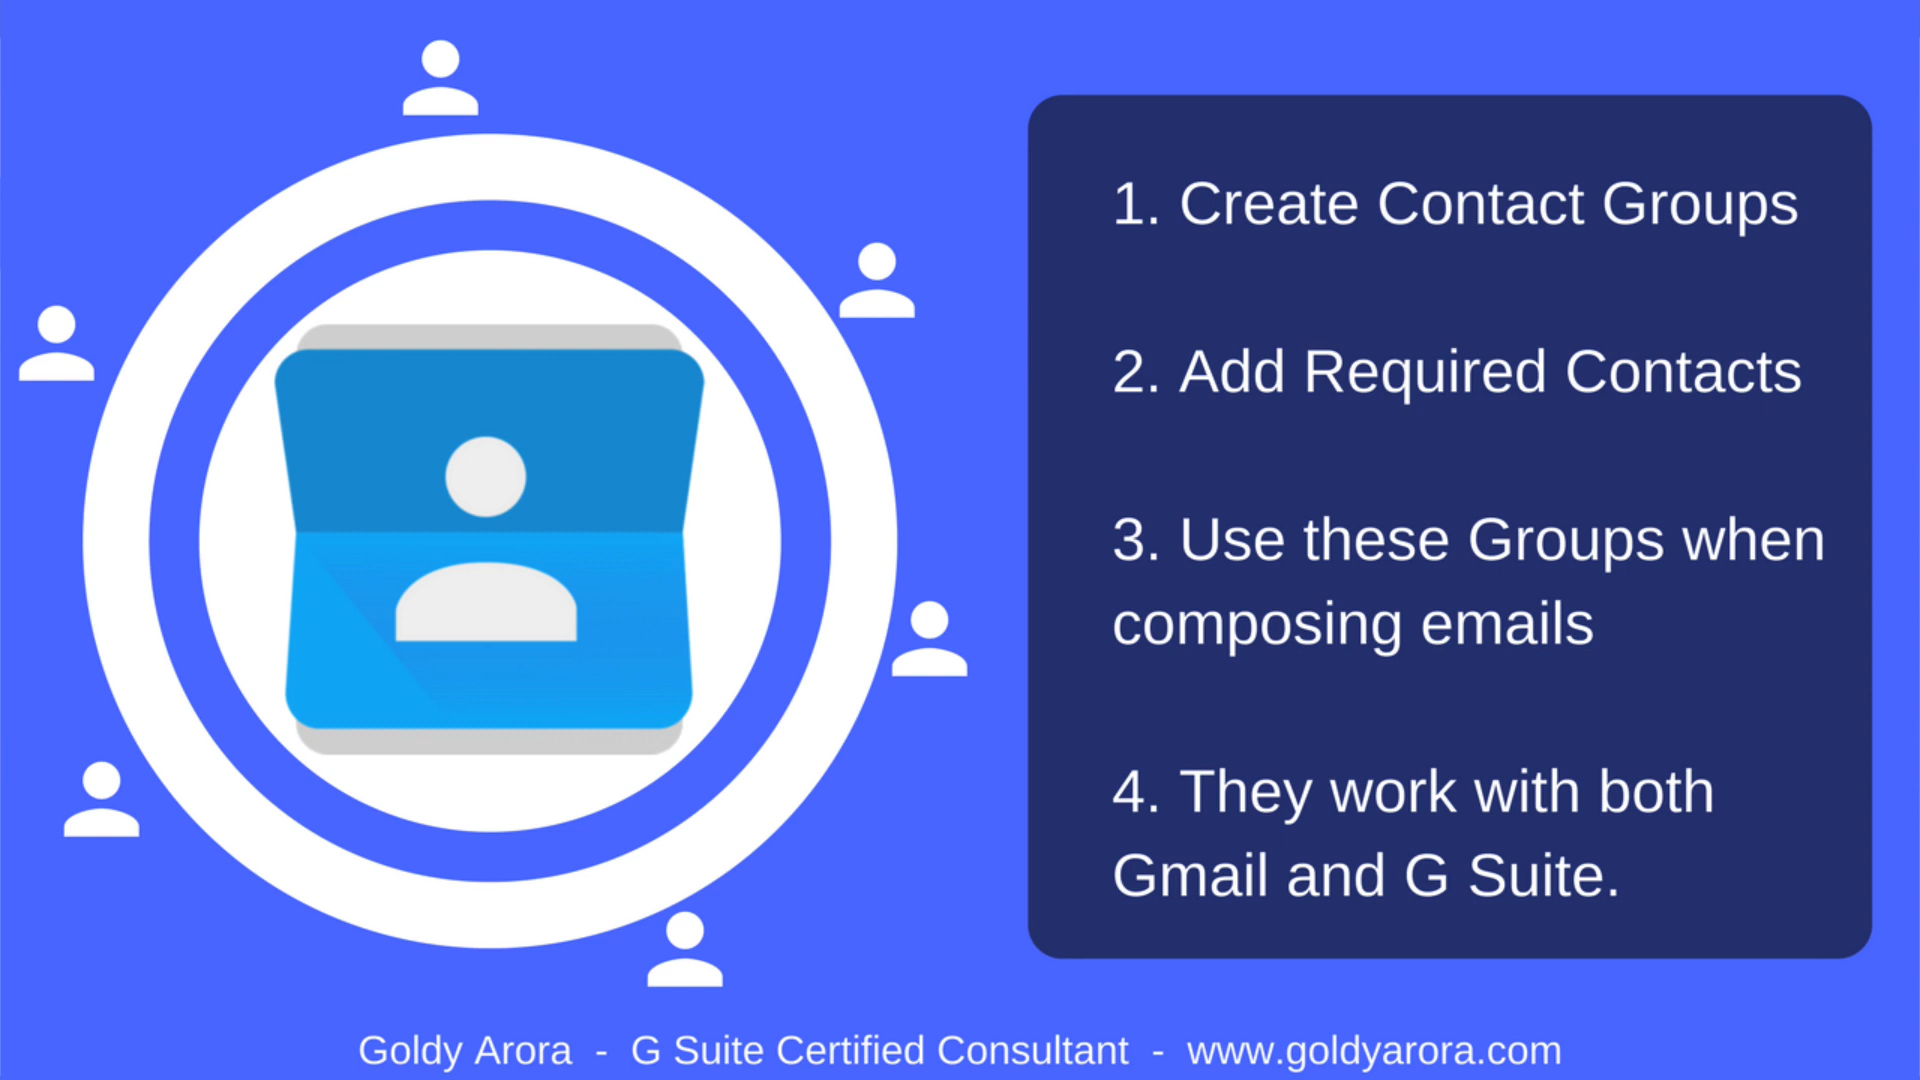 1. Create Contact Groups
2. Add Required Contacts
3. Use these Groups when
composing emails
4. They work with both
Gmail and G Suite.
Goldy Arora - G Suite Certified Consultant - www.goldyarora.com